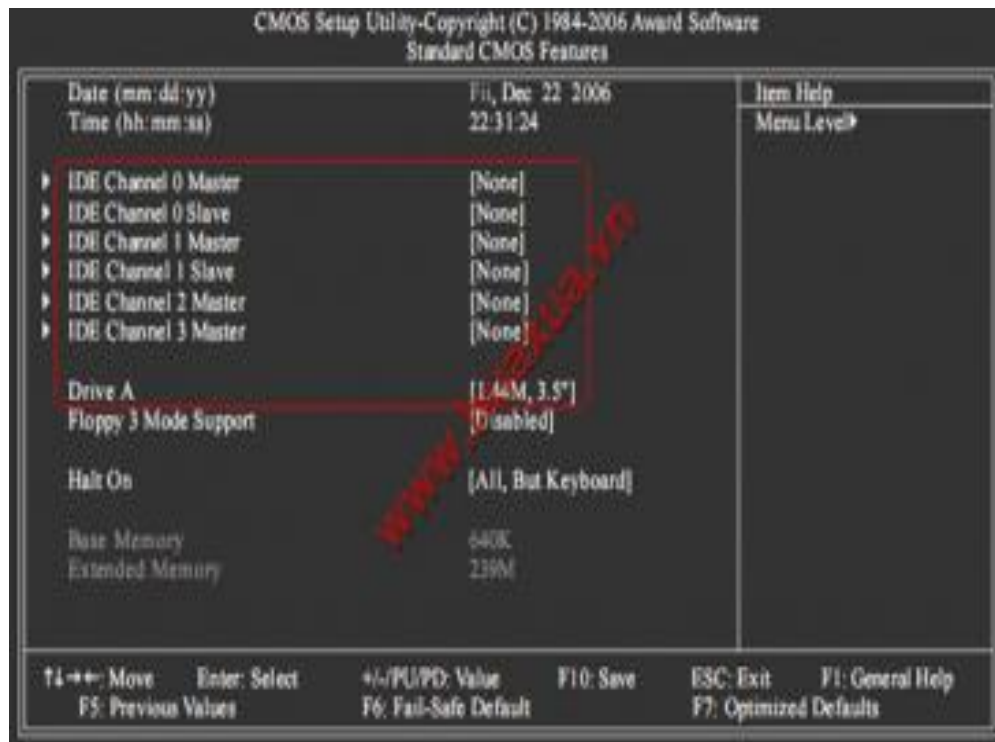 CMOS Setup Utility-Copyright (C) 1984-2006 Award Software
Standard CMOS Features
Date (mm:dd:yy) Fri, Dec 22 2006
Time (hh:mm:ss) 22:31:24
IDE Channel 0 Master [None]
IDE Channel 0 Slave [None]
IDE Channel 1 Master [None]
IDE Channel 1 Slave [None]
IDE Channel 2 Master [None]
IDE Channel 3 Master [None]
Drive A [1.44M, 3.5"]
Floppy 3 Mode Support [Disabled]
Halt On [All, But Keyboard]
Base Memory 640K
Extended Memory 239M
Item Help
Menu Level
↑↓→←: Move Enter: Select +/-/PU/PD: Value F10: Save ESC: Exit F1: General Help
F5: Previous Values F6: Fail-Safe Default F7: Optimized Defaults